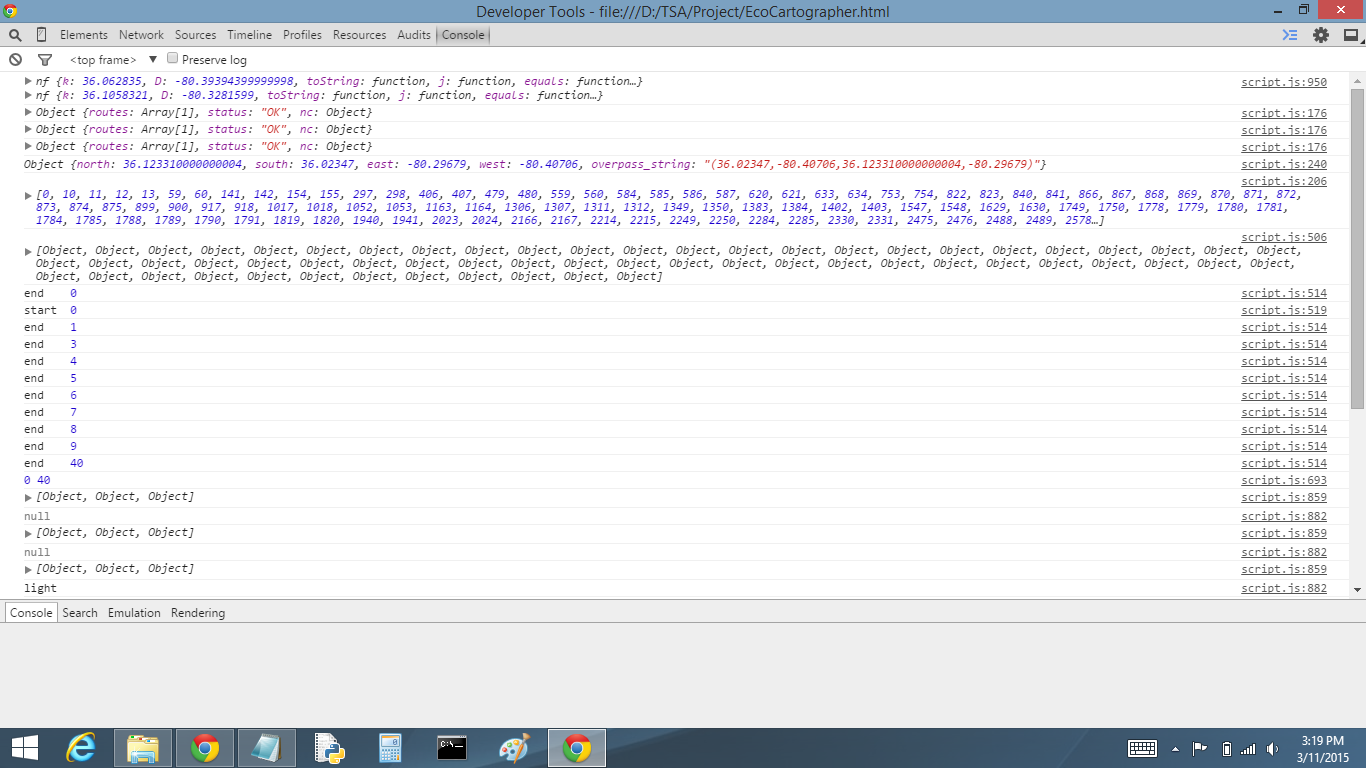 Developer Tools - file:///D:/TSA/Project/EcoCartographer.html
Elements Network Sources Timeline Profiles Resources Audits Console
<top frame> ▼ Preserve log
nf {k: 36.062835, D: -80.39394399999998, toString: function, j: function, equals: function…} script.js:950
nf {k: 36.1058321, D: -80.3281599, toString: function, j: function, equals: function…}
Object {routes: Array[1], status: "OK", nc: Object} script.js:176
Object {routes: Array[1], status: "OK", nc: Object} script.js:176
Object {routes: Array[1], status: "OK", nc: Object} script.js:176
Object {north: 36.123310000000004, south: 36.02347, east: -80.29679, west: -80.40706, overpass_string: "(36.02347,-80.40706,36.123310000000004,-80.29679)"} script.js:240
script.js:206
[0, 10, 11, 12, 13, 59, 60, 141, 142, 154, 155, 297, 298, 406, 407, 479, 480, 559, 560, 584, 585, 586, 587, 620, 621, 633, 634, 753, 754, 822, 823, 840, 841, 866, 867, 868, 869, 870, 871, 872,
873, 874, 875, 899, 900, 917, 918, 1017, 1018, 1052, 1053, 1163, 1164, 1306, 1307, 1311, 1312, 1349, 1350, 1383, 1384, 1402, 1403, 1547, 1548, 1629, 1630, 1749, 1750, 1778, 1779, 1780, 1781,
1784, 1785, 1788, 1789, 1790, 1791, 1819, 1820, 1940, 1941, 2023, 2024, 2166, 2167, 2214, 2215, 2249, 2250, 2284, 2285, 2330, 2331, 2475, 2476, 2488, 2489, 2578…]
script.js:506
[Object, Object, Object, Object, Object, Object, Object, Object, Object, Object, Object, Object, Object, Object, Object, Object, Object, Object, Object, Object, Object, Object, Object, Object,
Object, Object, Object, Object, Object, Object, Object, Object, Object, Object, Object, Object, Object, Object, Object, Object, Object, Object, Object, Object, Object, Object, Object, Object,
Object, Object, Object, Object, Object, Object, Object, Object, Object, Object, Object, Object]
end 0 script.js:514
start 0 script.js:519
end 1 script.js:514
end 3 script.js:514
end 4 script.js:514
end 5 script.js:514
end 6 script.js:514
end 7 script.js:514
end 8 script.js:514
end 9 script.js:514
end 40 script.js:514
0 40 script.js:693
[Object, Object, Object] script.js:859
null script.js:882
[Object, Object, Object] script.js:859
null script.js:882
[Object, Object, Object] script.js:859
light script.js:882
Console Search Emulation Rendering
C:\_
3:19 PM
3/11/2015